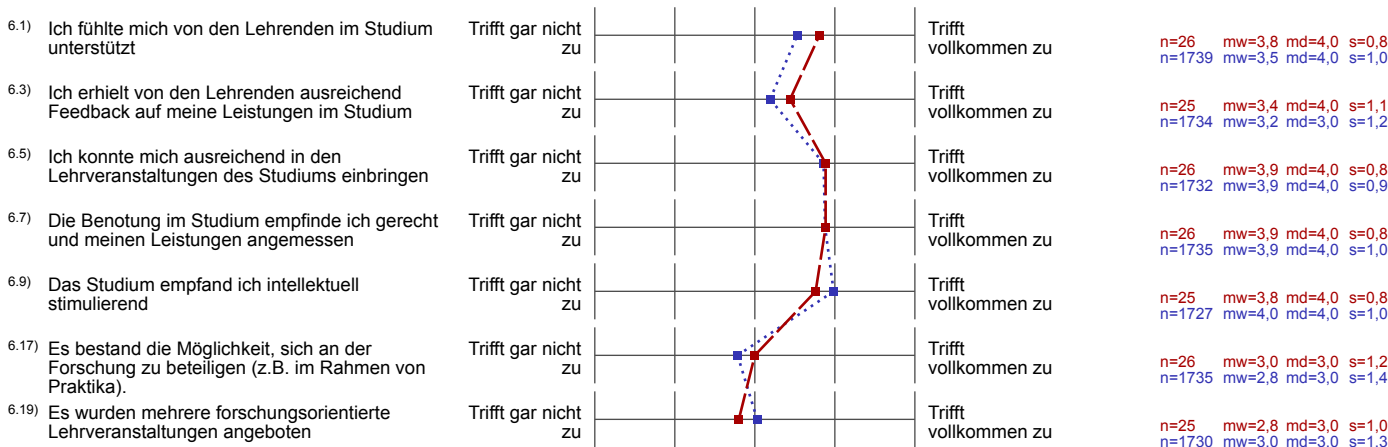 6.1) Ich fühlte mich von den Lehrenden im Studium
unterstützt
Trifft gar nicht
zu
Trifft
vollkommen zu
n=26 mw=3,8 md=4,0 s=0,8
n=1739 mw=3,5 md=4,0 s=1,0
6.3) Ich erhielt von den Lehrenden ausreichend
Feedback auf meine Leistungen im Studium
Trifft gar nicht
zu
Trifft
vollkommen zu
n=25 mw=3,4 md=4,0 s=1,1
n=1734 mw=3,2 md=3,0 s=1,2
6.5) Ich konnte mich ausreichend in den
Lehrveranstaltungen des Studiums einbringen
Trifft gar nicht
zu
Trifft
vollkommen zu
n=26 mw=3,9 md=4,0 s=0,8
n=1732 mw=3,9 md=4,0 s=0,9
6.7) Die Benotung im Studium empfinde ich gerecht
und meinen Leistungen angemessen
Trifft gar nicht
zu
Trifft
vollkommen zu
n=26 mw=3,9 md=4,0 s=0,8
n=1735 mw=3,9 md=4,0 s=1,0
6.9) Das Studium empfand ich intellektuell
stimulierend
Trifft gar nicht
zu
Trifft
vollkommen zu
n=25 mw=3,8 md=4,0 s=0,8
n=1727 mw=4,0 md=4,0 s=1,0
6.17) Es bestand die Möglichkeit, sich an der
Forschung zu beteiligen (z.B. im Rahmen von
Praktika).
Trifft gar nicht
zu
Trifft
vollkommen zu
n=26 mw=3,0 md=3,0 s=1,2
n=1735 mw=2,8 md=3,0 s=1,4
6.19) Es wurden mehrere forschungsorientierte
Lehrveranstaltungen angeboten
Trifft gar nicht
zu
Trifft
vollkommen zu
n=25 mw=2,8 md=3,0 s=1,0
n=1730 mw=3,0 md=3,0 s=1,3